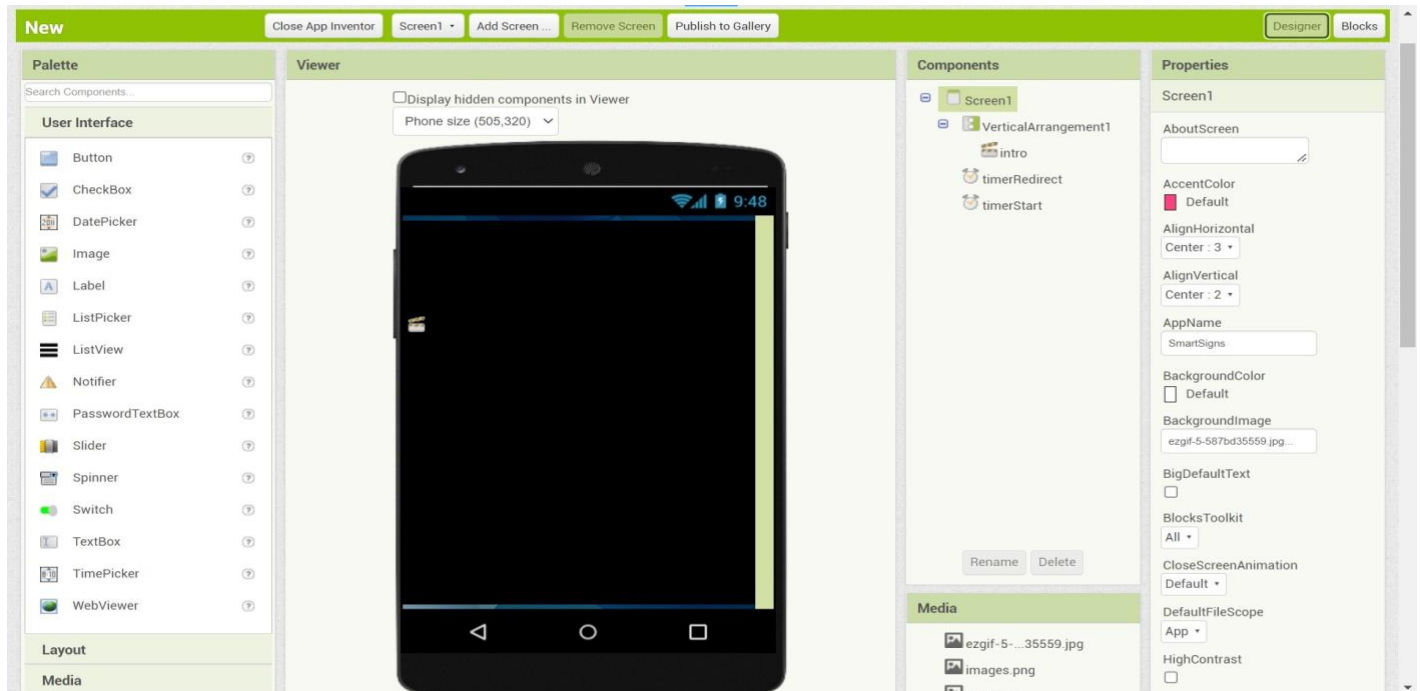 New
Close App Inventor
Screen1
Add Screen ...
Remove Screen
Publish to Gallery
Designer
Blocks
Palette
Search Components...
User Interface
Button
CheckBox
DatePicker
Image
Label
ListPicker
ListView
Notifier
PasswordTextBox
Slider
Spinner
Switch
TextBox
TimePicker
WebViewer
Layout
Media
Viewer
Display hidden components in Viewer
Phone size (505,320)
9:48
Components
Screen1
VerticalArrangement1
intro
timerRedirect
timerStart
Rename
Delete
Media
ezgif-5-...35559.jpg
images.png
Properties
Screen1
AboutScreen
AccentColor
Default
AlignHorizontal
Center : 3
AlignVertical
Center : 2
AppName
SmartSigns
BackgroundColor
Default
BackgroundImage
ezgif-5-587bd35559.jpg...
BigDefaultText
BlocksToolkit
All
CloseScreenAnimation
Default
DefaultFileScope
App
HighContrast